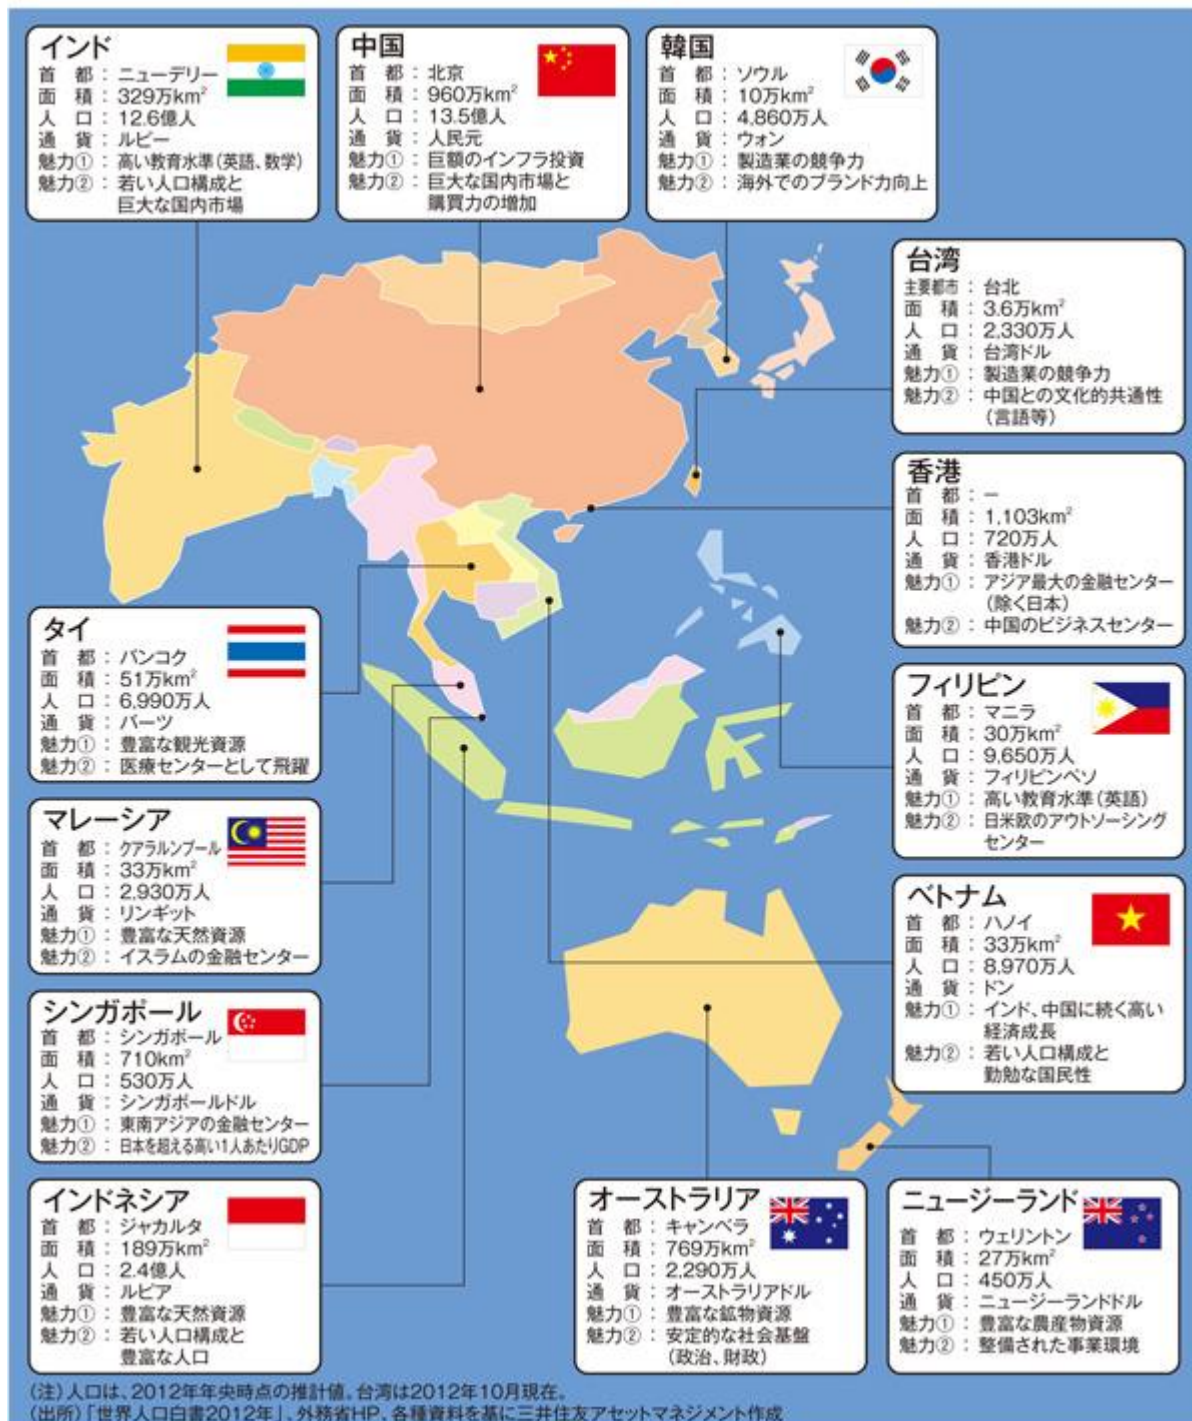 インド
首 都：ニューデリー
面 積：329万km²
人 口：12.6億人
通 貨：ルピー
魅力①：高い教育水準(英語、数学)
魅力②：若い人口構成と
巨大な国内市場
中国
首 都：北京
面 積：960万km²
人 口：13.5億人
通 貨：人民元
魅力①：巨額のインフラ投資
魅力②：巨大な国内市場と
購買力の増加
韓国
首 都：ソウル
面 積：10万km²
人 口：4,860万人
通 貨：ウォン
魅力①：製造業の競争力
魅力②：海外でのブランド力向上
台湾
主要都市：台北
面 積：3.6万km²
人 口：2,330万人
通 貨：台湾ドル
魅力①：製造業の競争力
魅力②：中国との文化的共通性
(言語等)
香港
首 都：－
面 積：1,103km²
人 口：720万人
通 貨：香港ドル
魅力①：アジア最大の金融センター
(除く日本)
魅力②：中国のビジネスセンター
タイ
首 都：バンコク
面 積：51万km²
人 口：6,990万人
通 貨：バーツ
魅力①：豊富な観光資源
魅力②：医療センターとして飛躍
フィリピン
首 都：マニラ
面 積：30万km²
人 口：9,650万人
通 貨：フィリピンペソ
魅力①：高い教育水準(英語)
魅力②：日米欧のアウトソーシング
センター
マレーシア
首 都：クアラルンプール
面 積：33万km²
人 口：2,930万人
通 貨：リンギット
魅力①：豊富な天然資源
魅力②：イスラムの金融センター
ベトナム
首 都：ハノイ
面 積：33万km²
人 口：8,970万人
通 貨：ドン
魅力①：インド、中国に続く高い
経済成長
魅力②：若い人口構成と
勤勉な国民性
シンガポール
首 都：シンガポール
面 積：710km²
人 口：530万人
通 貨：シンガポールドル
魅力①：東南アジアの金融センター
魅力②：日本を超える高い1人あたりGDP
インドネシア
首 都：ジャカルタ
面 積：189万km²
人 口：2.4億人
通 貨：ルピア
魅力①：豊富な天然資源
魅力②：若い人口構成と
豊富な人口
オーストラリア
首 都：キャンベラ
面 積：769万km²
人 口：2,290万人
通 貨：オーストラリアドル
魅力①：豊富な鉱物資源
魅力②：安定的な社会基盤
(政治、財政)
ニュージーランド
首 都：ウェリントン
面 積：27万km²
人 口：450万人
通 貨：ニュージーランドドル
魅力①：豊富な農産物資源
魅力②：整備された事業環境
(注)人口は、2012年年央時点の推計値。台湾は2012年10月現在。
(出所)「世界人口白書2012年」、外務省HP、各種資料を基に三井住友アセットマネジメント作成